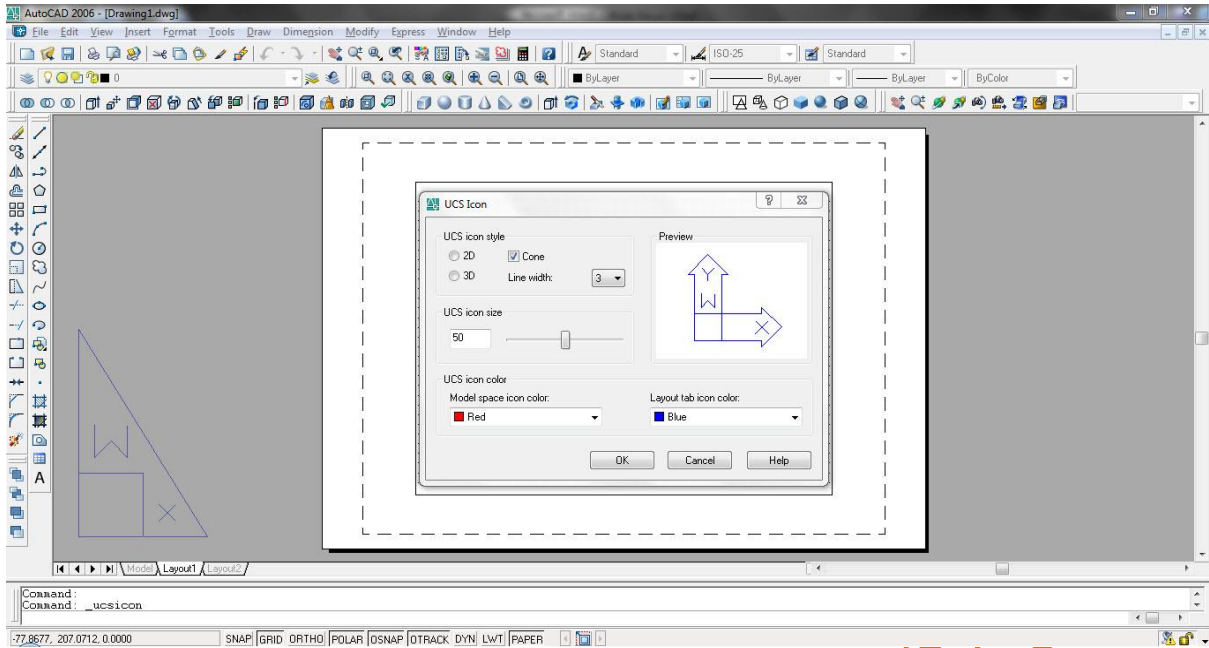 AutoCAD 2006 - [Drawing1.dwg]
File Edit View Insert Format Tools Draw Dimension Modify Express Window Help
Standard ISO-25 Standard
0 ByLayer ByLayer ByLayer ByColor
UCS Icon
UCS icon style
2D Cone
3D Line width: 3
Preview
Y
W
X
UCS icon size
50
UCS icon color
Model space icon color: Layout tab icon color:
Red Blue
OK Cancel Help
W
X
A
Model Layout1 Layout2
Command:
Command: _ucsicon
-77.8677, 207.0712, 0.0000 SNAP GRID ORTHO POLAR OSNAP OTRACK DYN LWT PAPER